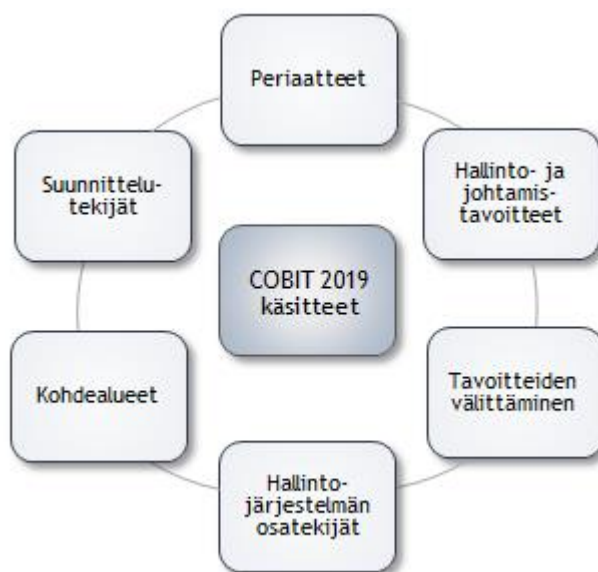 Periaatteet
Hallinto- ja
johtamis-
tavoitteet
Tavoitteiden
välittäminen
Hallinto-
järjestelmän
osatekijät
Kohdealueet
Suunnittelu-
tekijät
COBIT 2019
käsitteet